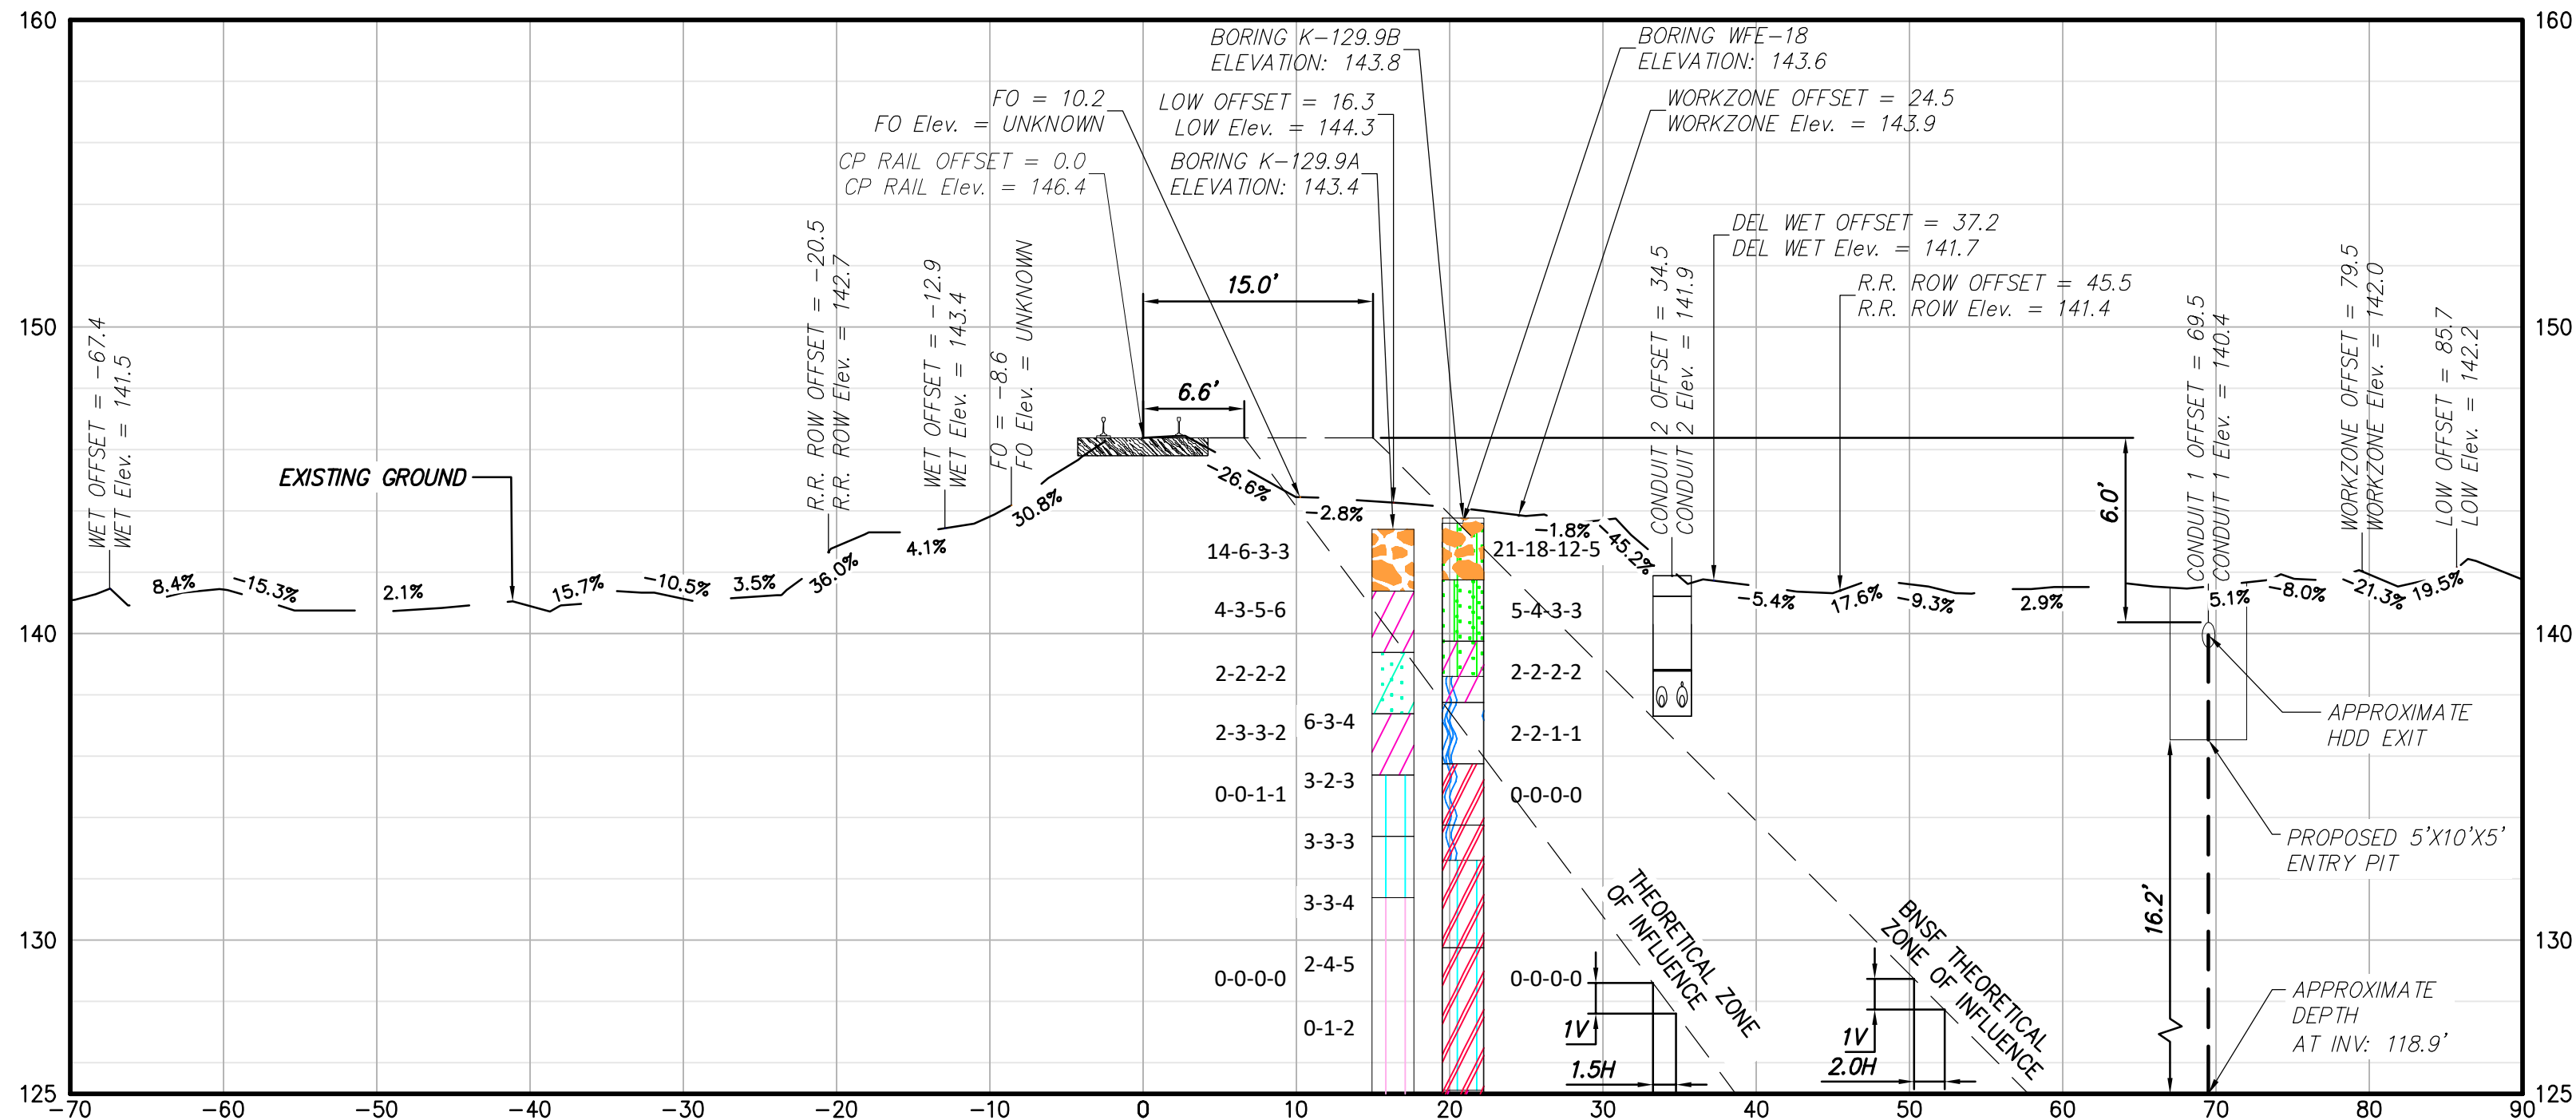 160
160
BORING K-129.9B
ELEVATION: 143.8
BORING WFE-18
ELEVATION: 143.6
FO = 10.2
FO Elev. = UNKNOWN
LOW OFFSET = 16.3
LOW Elev. = 144.3
WORKZONE OFFSET = 24.5
WORKZONE Elev. = 143.9
CP RAIL OFFSET = 0.0
CP RAIL Elev. = 146.4
BORING K-129.9A
ELEVATION: 143.4
DEL WET OFFSET = 37.2
DEL WET Elev. = 141.7
R.R. ROW OFFSET = 45.5
R.R. ROW Elev. = 141.4
WET OFFSET = -67.4
WET Elev. = 141.5
R.R. ROW OFFSET = -20.5
R.R. ROW Elev. = 142.7
WET OFFSET = -12.9
WET Elev. = 143.4
FO = -8.6
FO Elev. = UNKNOWN
CONDUIT 2 OFFSET = 34.5
CONDUIT 2 Elev. = 141.9
CONDUIT 1 OFFSET = 69.5
CONDUIT 1 Elev. = 140.4
WORKZONE OFFSET = 79.5
WORKZONE Elev. = 142.0
LOW OFFSET = 85.7
LOW Elev. = 142.2
15.0'
150
150
6.6'
EXISTING GROUND
6.0'
8.4%
-15.3%
2.1%
15.7%
-10.5%
3.5%
36.0%
4.1%
30.8%
-26.6%
-2.8%
-1.8%
-45.2%
-5.4%
17.6%
-9.3%
2.9%
5.1%
-8.0%
-21.3%
19.5%
14-6-3-3
21-18-12-5
4-3-5-6
5-4-3-3
140
140
2-2-2-2
2-2-2-2
6-3-4
2-3-3-2
2-2-1-1
3-2-3
0-0-1-1
0-0-0-0
3-3-3
3-3-4
2-4-5
0-0-0-0
0-0-0-0
0-1-2
APPROXIMATE
HDD EXIT
PROPOSED 5'X10'X5'
ENTRY PIT
THEORETICAL ZONE
OF INFLUENCE
BNSF THEORETICAL
ZONE OF INFLUENCE
16.2'
130
130
1V
1.5H
1V
2.0H
APPROXIMATE
DEPTH
AT INV: 118.9'
125
125
-70 -60 -50 -40 -30 -20 -10 0 10 20 30 40 50 60 70 80 90